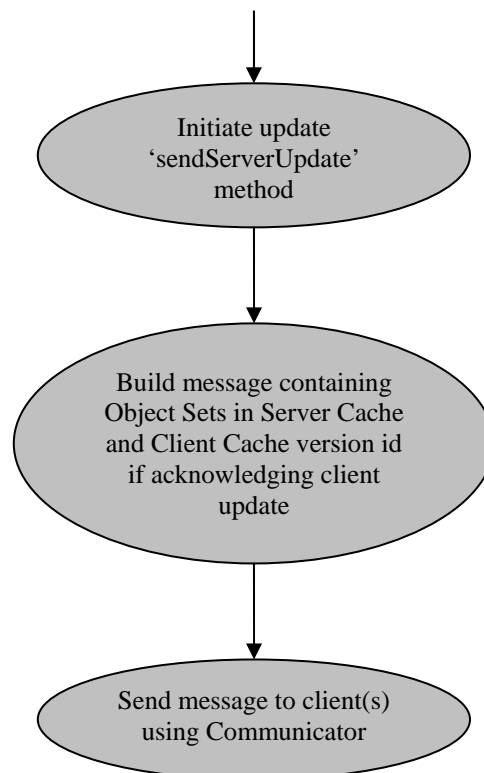 Initiate update
‘sendServerUpdate’
method
Build message containing
Object Sets in Server Cache
and Client Cache version id
if acknowledging client
update
Send message to client(s)
using Communicator